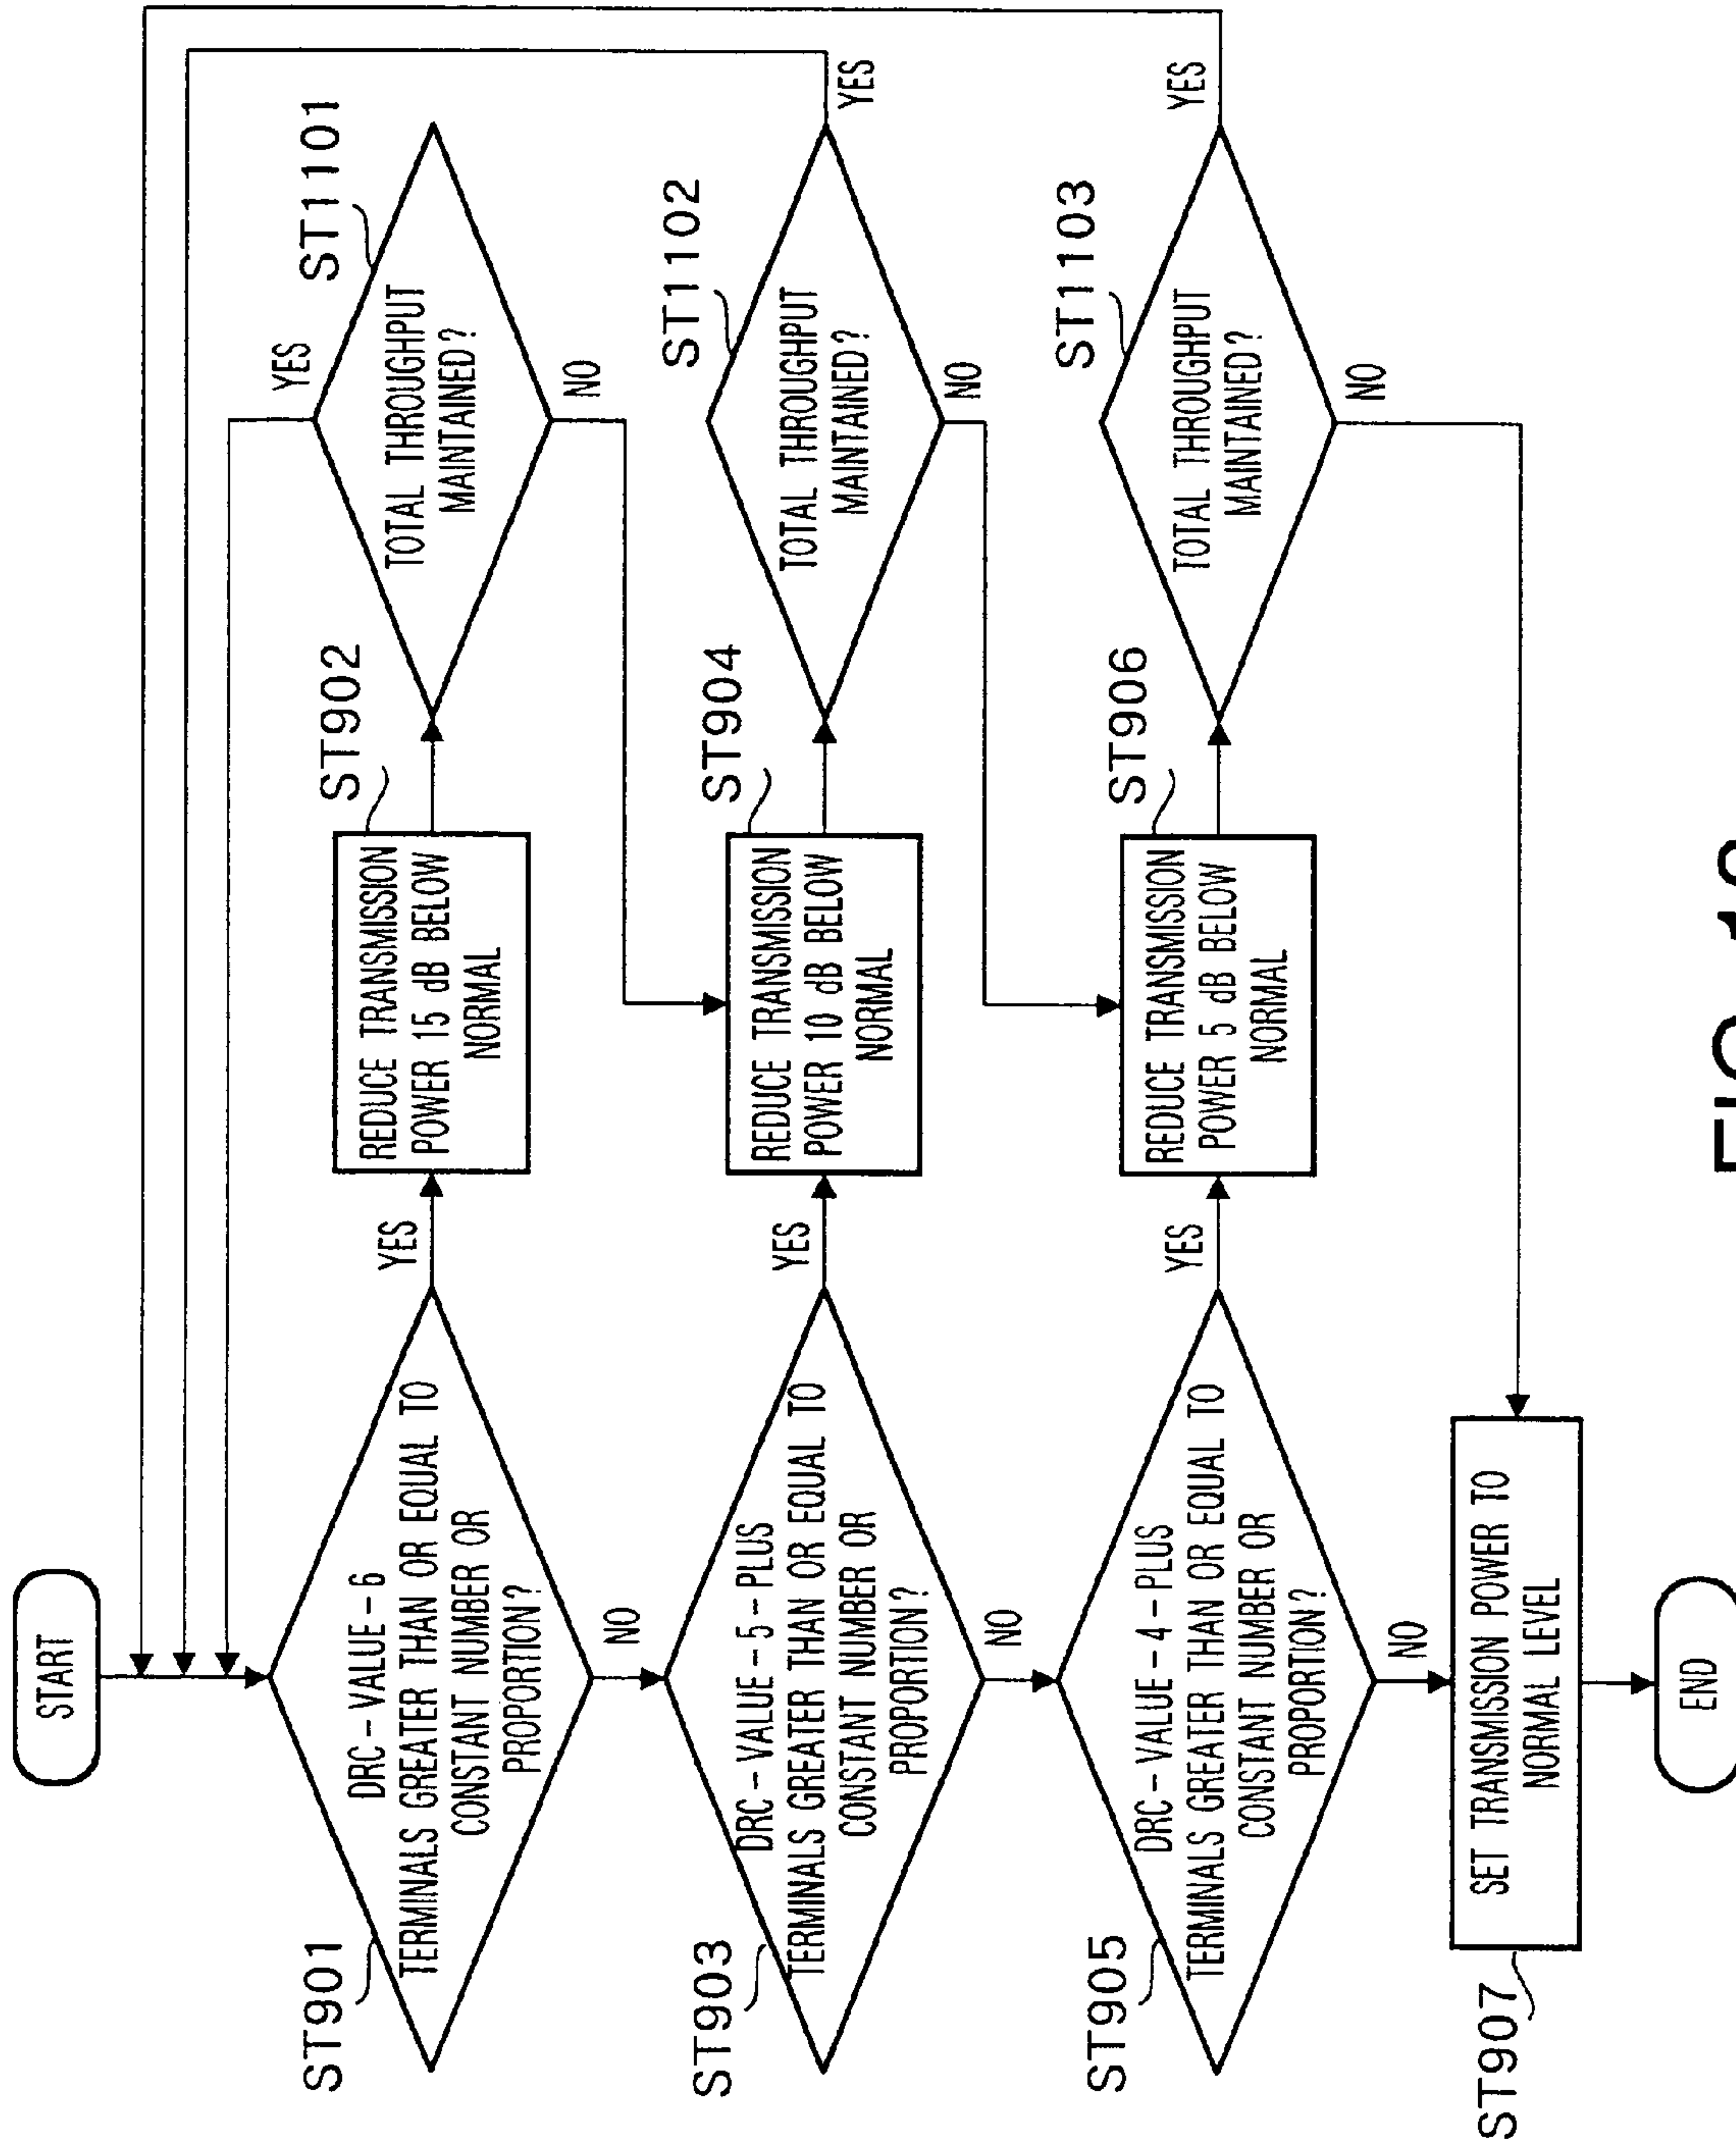 START
ST901
DRC-VALUE-6
TERMINALS GREATER THAN OR EQUAL TO
CONSTANT NUMBER OR
PROPORTION?
YES
NO
ST902
REDUCE TRANSMISSION
POWER 15 dB BELOW
NORMAL
ST1101
TOTAL THROUGHPUT
MAINTAINED?
YES
NO
ST903
DRC-VALUE-5-PLUS
TERMINALS GREATER THAN OR EQUAL TO
CONSTANT NUMBER OR
PROPORTION?
YES
NO
ST904
REDUCE TRANSMISSION
POWER 10 dB BELOW
NORMAL
ST1102
TOTAL THROUGHPUT
MAINTAINED?
YES
NO
ST905
DRC-VALUE-4-PLUS
TERMINALS GREATER THAN OR EQUAL TO
CONSTANT NUMBER OR
PROPORTION?
YES
NO
ST906
REDUCE TRANSMISSION
POWER 5 dB BELOW
NORMAL
ST1103
TOTAL THROUGHPUT
MAINTAINED?
YES
NO
ST907
SET TRANSMISSION POWER TO
NORMAL LEVEL
END